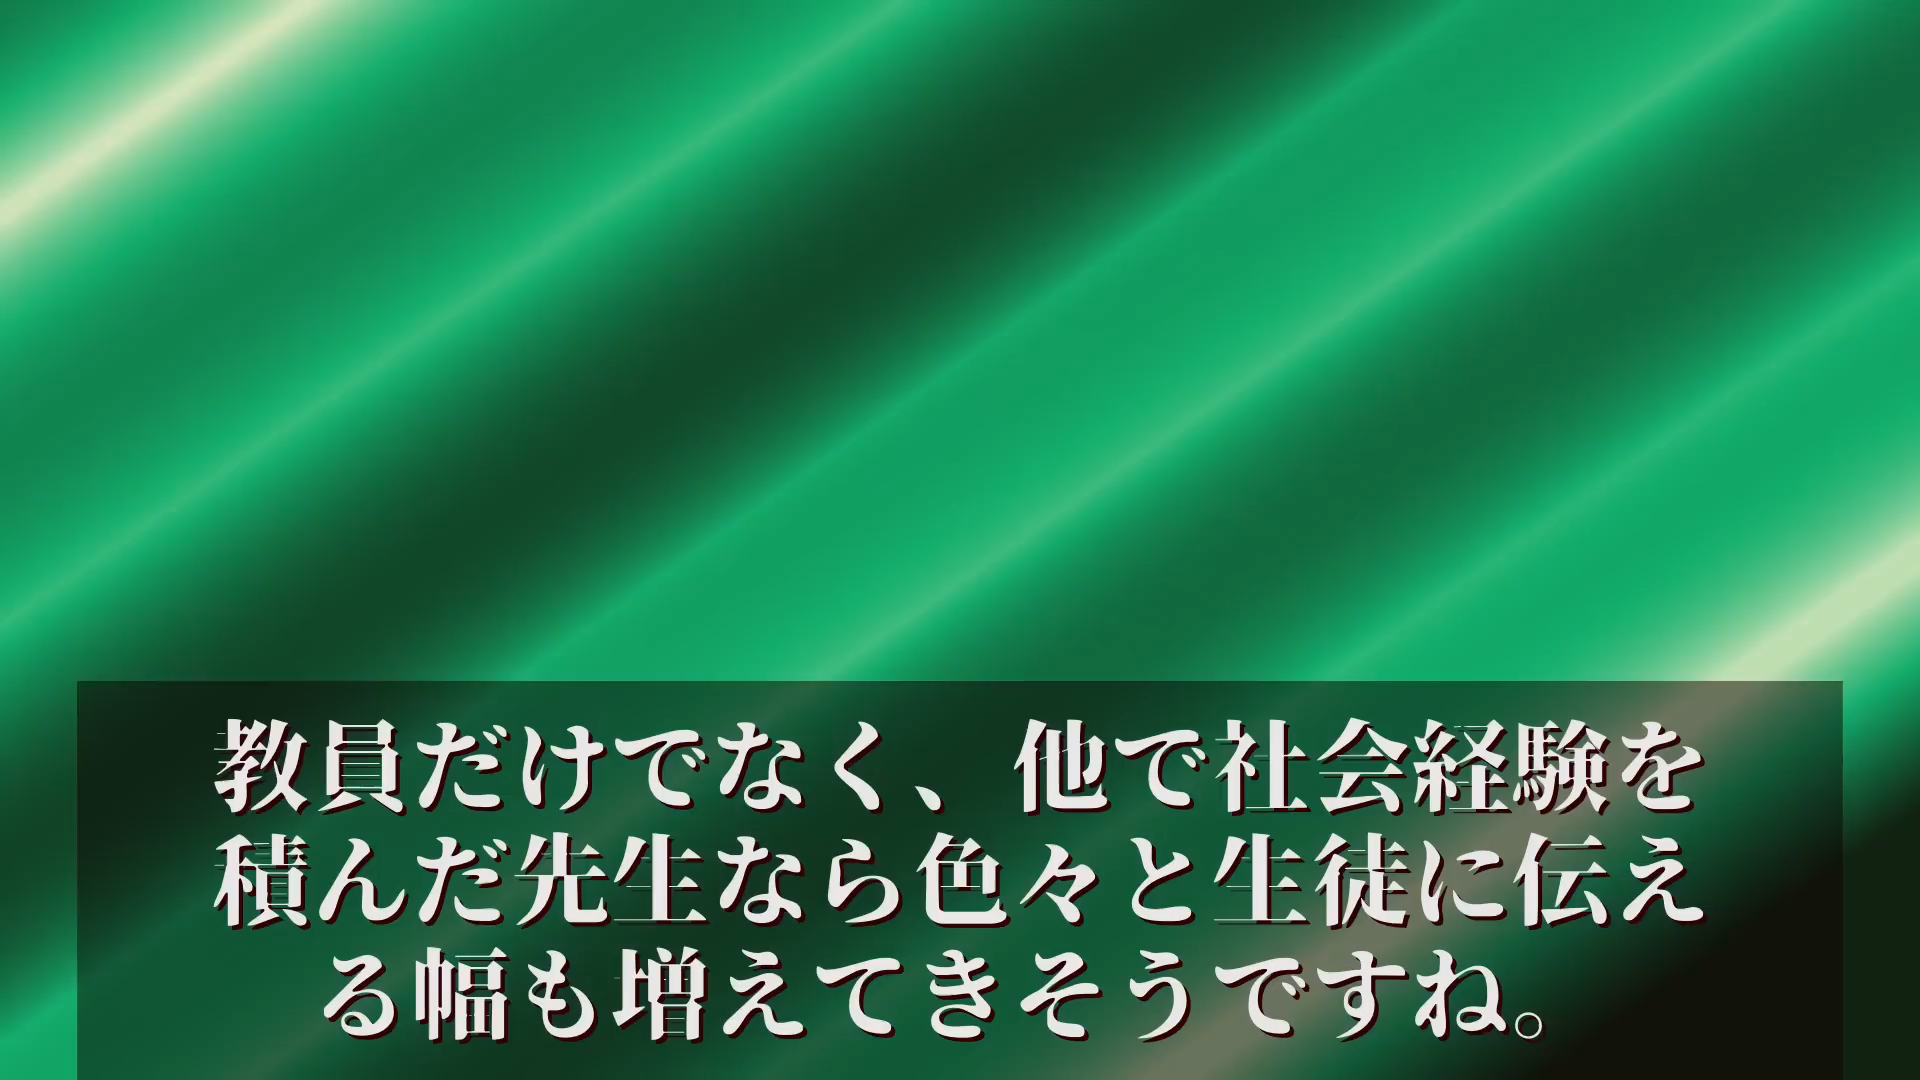 教員だけでなく、他で社会経験を
積んだ先生なら色々と生徒に伝え
る幅も増えてきそうですね。